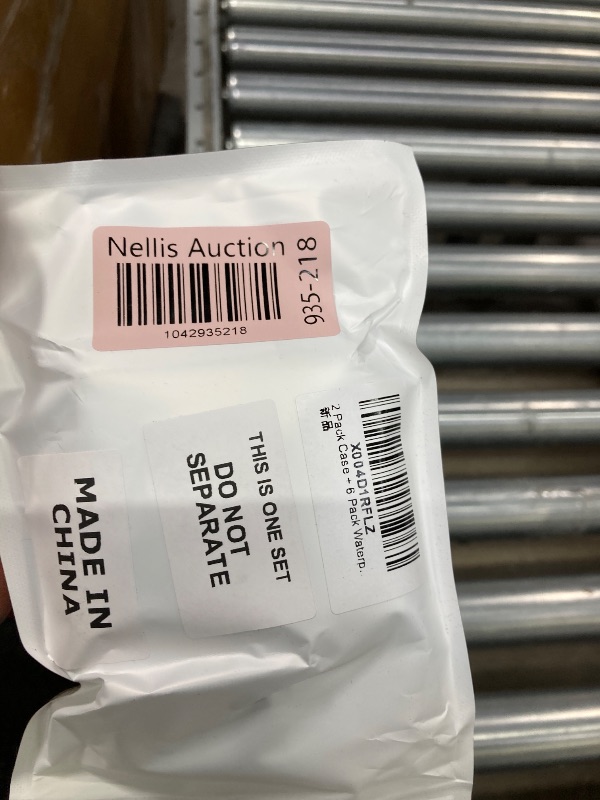 Nellis Auction
1042935218
935-218
X004D1RFLZ
2 Pack Case + 6 Pack Waterp..
新品
THIS IS ONE SET
DO NOT
SEPARATE
MADE IN
CHINA